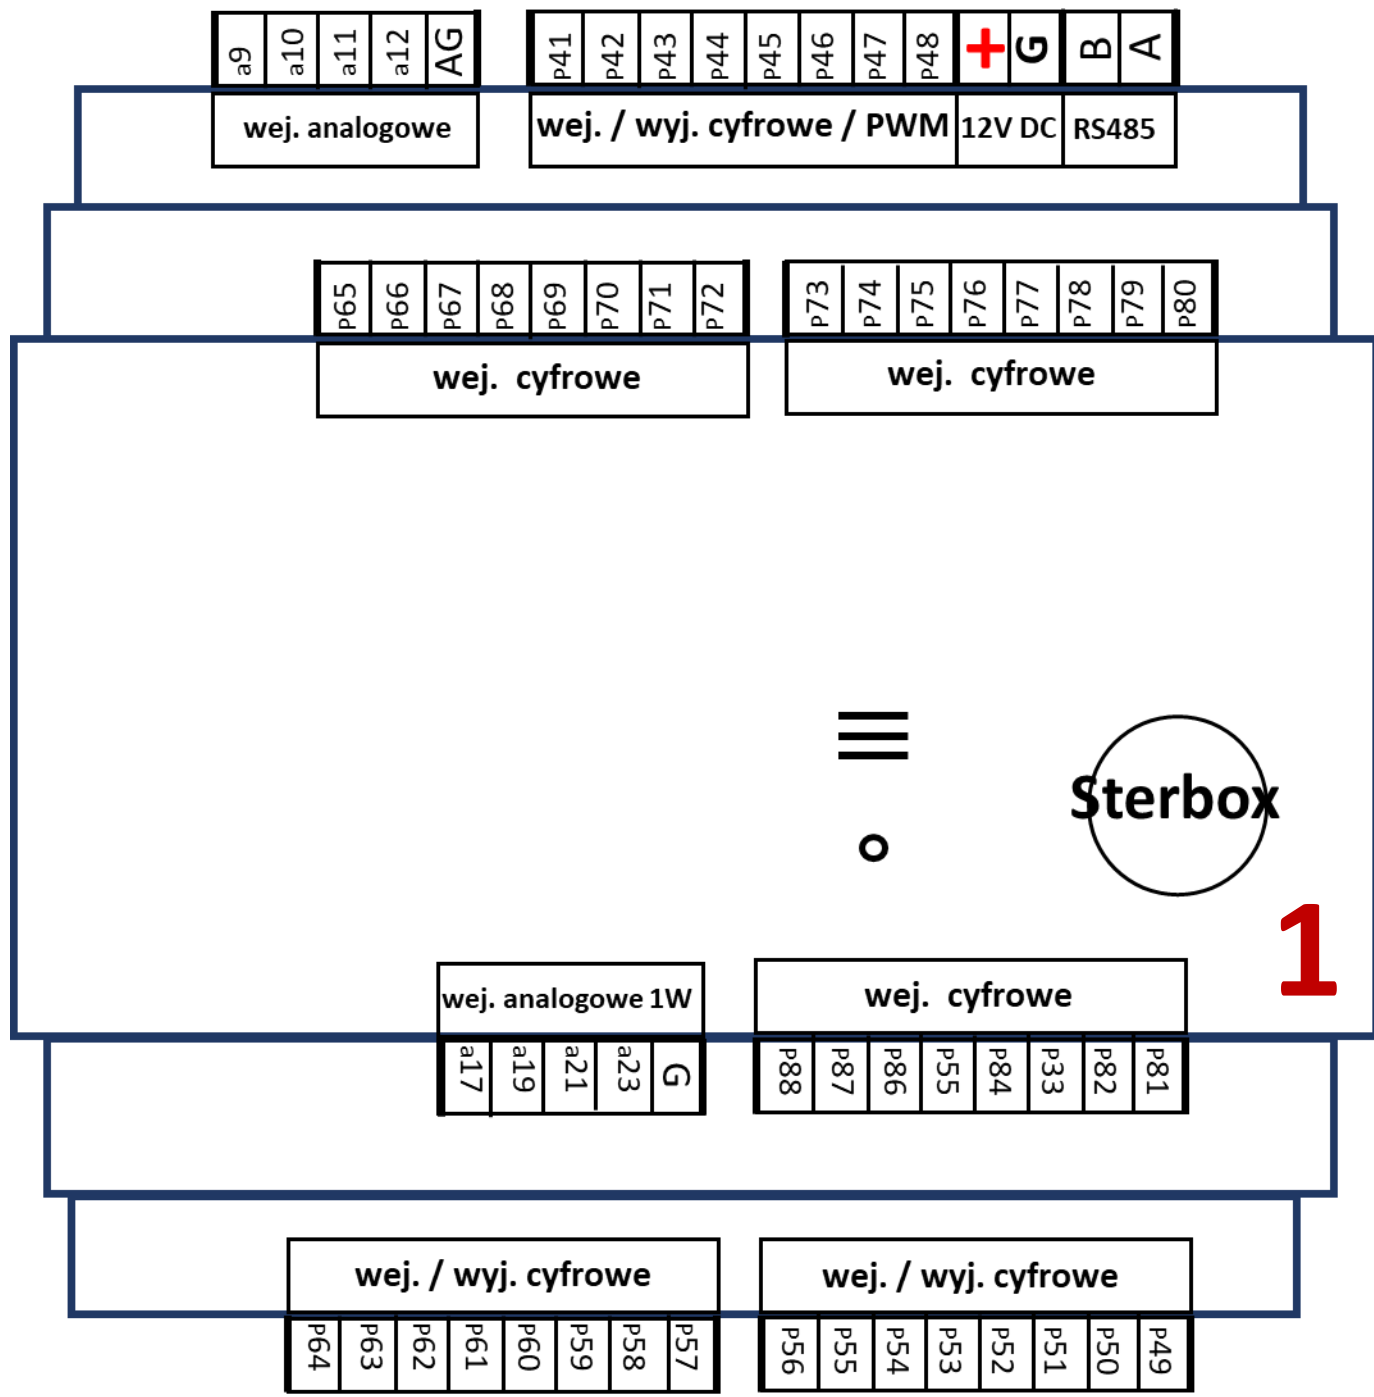 a9 a10 a11 a12 AG P41 P42 P43 P44 P45 P46 P47 P48 + G B A
wej. analogowe wej. / wyj. cyfrowe / PWM 12V DC RS485
P65 P66 P67 P68 P69 P70 P71 P72 P73 P74 P75 P76 P77 P78 P79 P80
wej. cyfrowe wej. cyfrowe
Sterbox
1
wej. analogowe 1W wej. cyfrowe
a17 a19 a21 a23 G P88 P87 P86 P55 P84 P33 P82 P81
wej. / wyj. cyfrowe wej. / wyj. cyfrowe
P64 P63 P62 P61 P60 P59 P58 P57 P56 P55 P54 P53 P52 P51 P50 P49